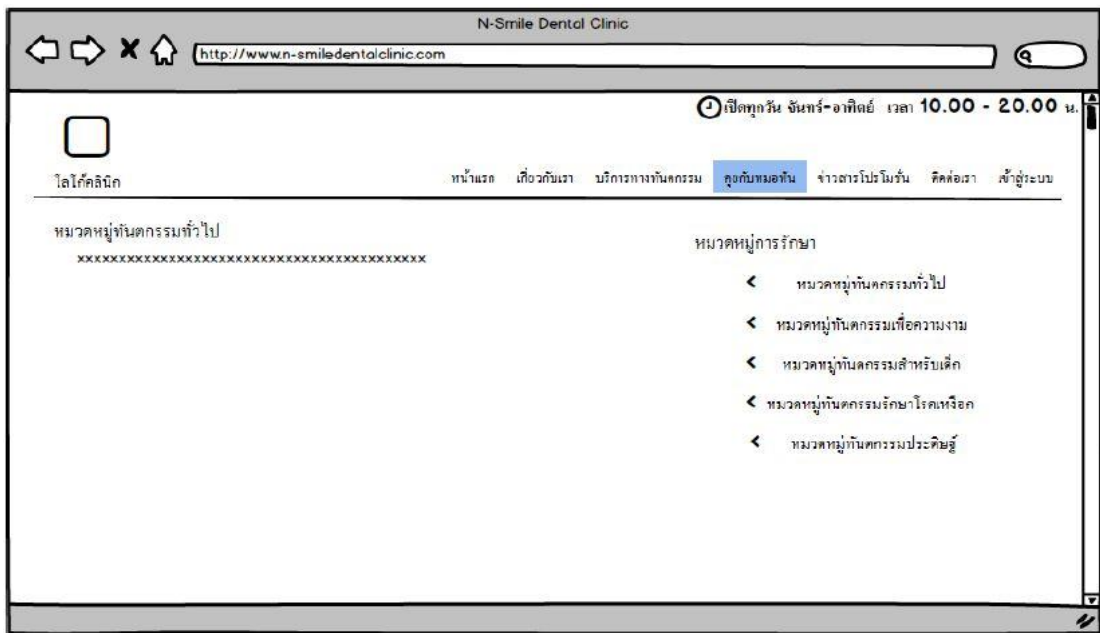 N-Smile Dental Clinic
http://www.n-smiledentalclinic.com
เปิดทุกวัน จันทร์-อาทิตย์ เวลา 10.00 - 20.00 น.
โลโก้คลินิก
หน้าแรก เกี่ยวกับเรา บริการทางทันตกรรม คุยกับหมอฟัน ข่าวสารโปรโมรชั่น ติดต่อเรา เข้าสู่ระบบ
หมวดหมู่ทันตกรรมทั่วไป
xxxxxxxxxxxxxxxxxxxxxxxxxxxxxxxxxxxxxxxxxx
หมวดหมู่การรักษา
หมวดหมู่ทันตกรรมทั่วไป
หมวดหมู่ทันตกรรมเพื่อความงาม
หมวดหมู่ทันตกรรมสำหรับเด็ก
หมวดหมู่ทันตกรรมรักษาโรคเหงือก
หมวดหมู่ทันตกรรมประดิษฐ์